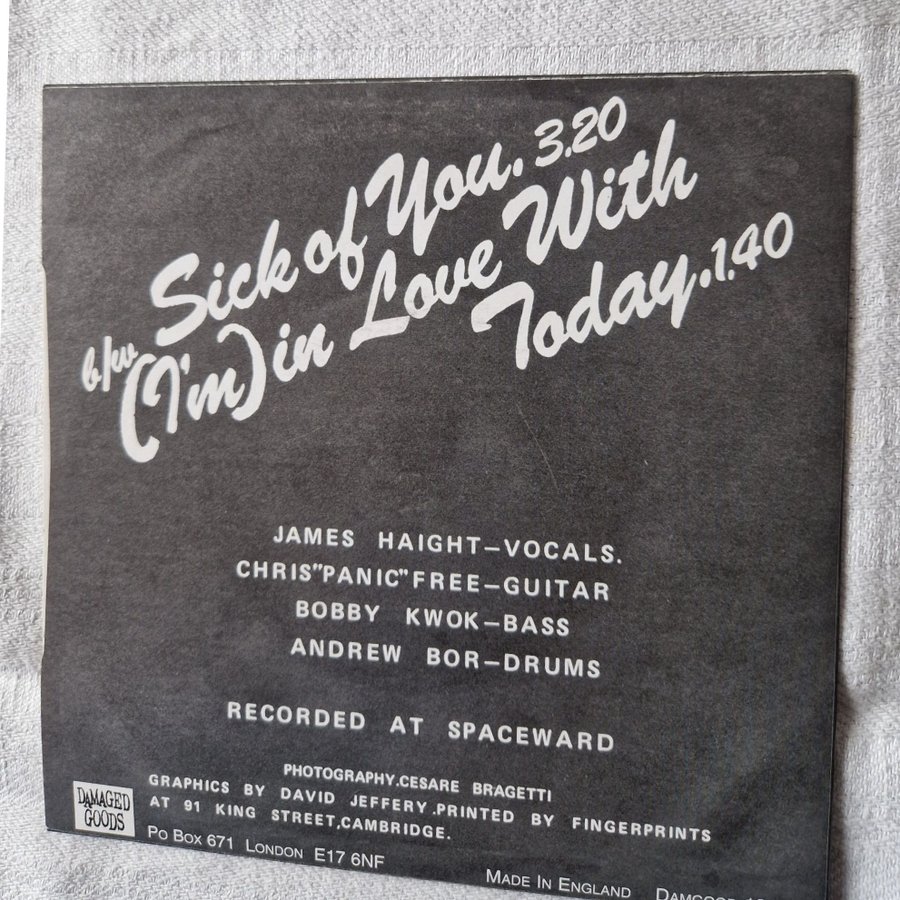 Sick of You. 3.20
b/w (I'm) in Love With
Today. 1.40
JAMES HAIGHT—VOCALS.
CHRIS"PANIC"FREE—GUITAR
BOBBY KWOK—BASS
ANDREW BOR—DRUMS
RECORDED AT SPACEWARD
PHOTOGRAPHY.CESARE BRAGETTI
GRAPHICS BY DAVID JEFFERY.PRINTED BY FINGERPRINTS
AT 91 KING STREET,CAMBRIDGE.
DAMAGED
GOODS
PO BOX 671 LONDON E17 6NF
MADE IN ENGLAND DAMGOOD